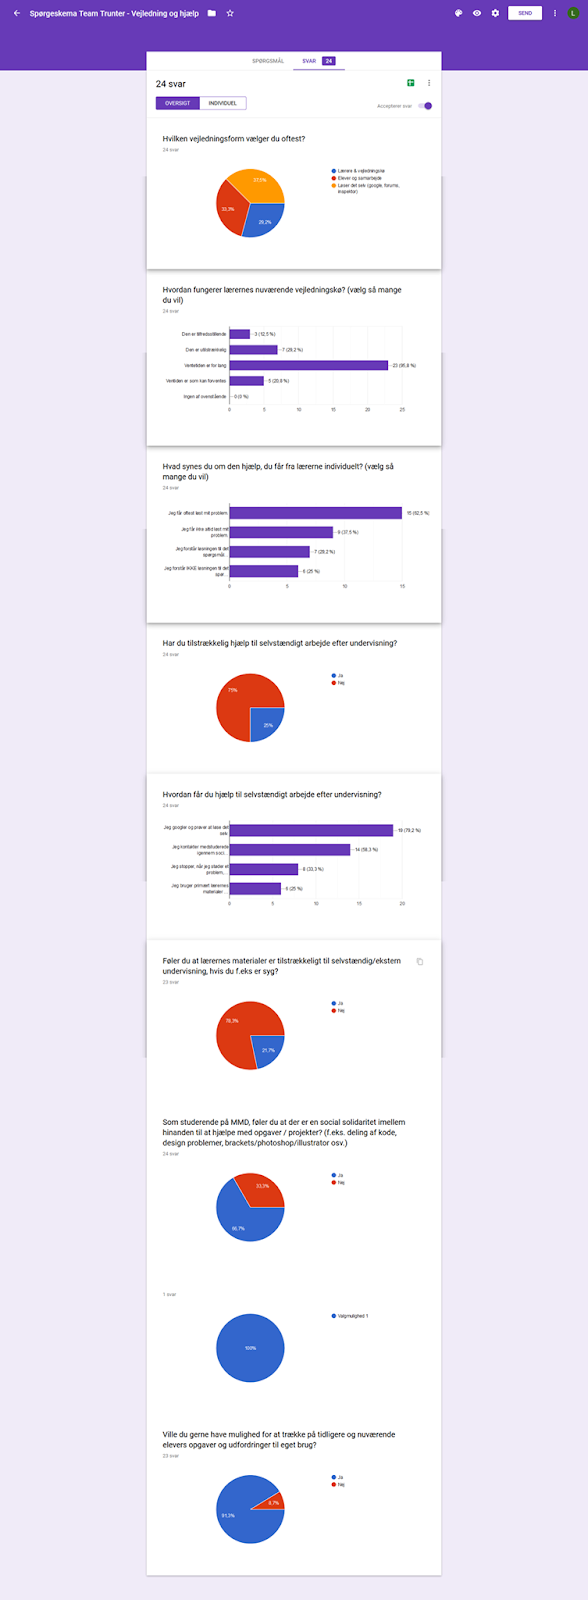 Spørgeskema Team Trunter - Vejledning og hjælp
SEND
L
SPØRGSMÅL
SVAR 24
24 svar
OVERSIGT
INDIVIDUEL
Accepterer svar
Hvilken vejledningsform vælger du oftest?
24 svar
37,5%
33,3%
29,2%
Lærere & vejledningskø
Elever og samarbejde
Løser det selv (google, forums,
inspektor)
Hvordan fungerer lærernes nuværende vejledningskø? (vælg så mange
du vil)
24 svar
Den er tilfredsstillende
3 (12,5 %)
Den er utilstrækkelig
7 (29,2 %)
Ventetiden er for lang
23 (95,8 %)
Ventiden er som kan forventes
5 (20,8 %)
Ingen af ovenstående
0 (0 %)
0 5 10 15 20 25
Hvad synes du om den hjælp, du får fra lærerne individuelt? (vælg så
mange du vil)
24 svar
Jeg får oftest løst mit problem.
15 (62,5 %)
Jeg får ikke altid løst mit
problem.
9 (37,5 %)
Jeg forstår løsningen til det
spørgsmål...
7 (29,2 %)
Jeg forstår IKKE løsningen til det
spør...
6 (25 %)
0 5 10 15
Har du tilstrækkelig hjælp til selvstændigt arbejde efter undervisning?
24 svar
75%
25%
Ja
Nej
Hvordan får du hjælp til selvstændigt arbejde efter undervisning?
24 svar
Jeg googler og prøver at løse det
selv.
19 (79,2 %)
Jeg kontakter medstuderende
igennem soci...
14 (58,3 %)
Jeg stopper, når jeg støder et
problem,...
8 (33,3 %)
Jeg bruger primært lærernes
materialer ...
6 (25 %)
0 5 10 15 20
Føler du at lærernes materialer er tilstrækkeligt til selvstændig/ekstern
undervisning, hvis du f.eks er syg?
23 svar
78,3%
21,7%
Ja
Nej
Som studerende på MMD, føler du at der er en social solidaritet imellem
hinanden til at hjælpe med opgaver / projekter? (f.eks. deling af kode,
design problemer, brackets/photoshop/illustrator osv.)
24 svar
33,3%
66,7%
Ja
Nej
1 svar
100%
Valgmulighed 1
Ville du gerne have mulighed for at trække på tidligere og nuværende
elevers opgaver og udfordringer til eget brug?
23 svar
91,3%
8,7%
Ja
Nej